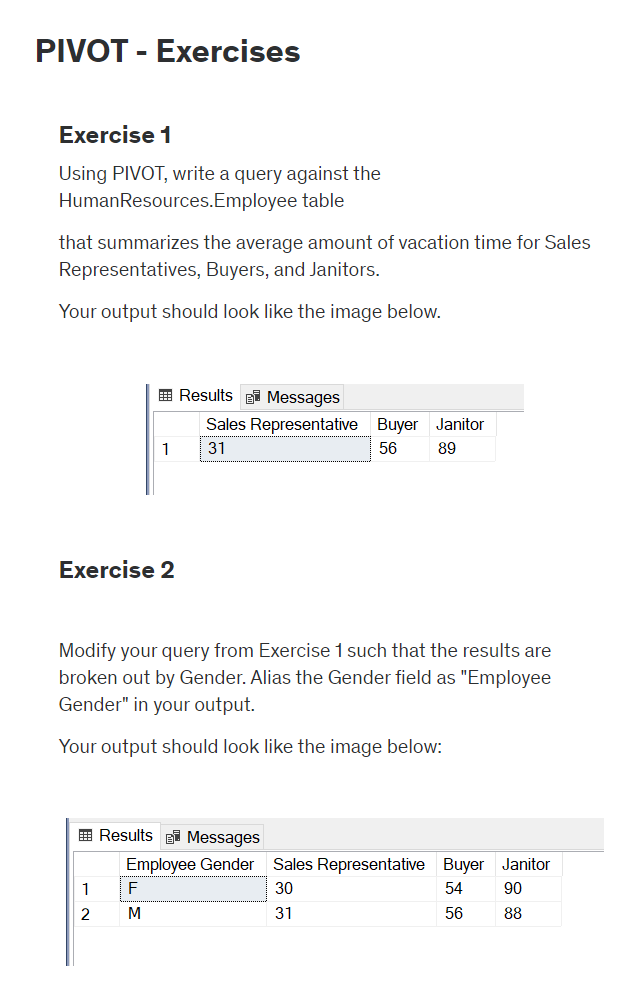 PIVOT - Exercises
Exercise 1
Using PIVOT, write a query against the
HumanResources.Employee table
that summarizes the average amount of vacation time for Sales
Representatives, Buyers, and Janitors.
Your output should look like the image below.
Results Messages
Sales Representative Buyer Janitor
1 31 56 89
Exercise 2
Modify your query from Exercise 1 such that the results are
broken out by Gender. Alias the Gender field as "Employee
Gender" in your output.
Your output should look like the image below:
Results Messages
Employee Gender Sales Representative Buyer Janitor
1 F 30 54 90
2 M 31 56 88